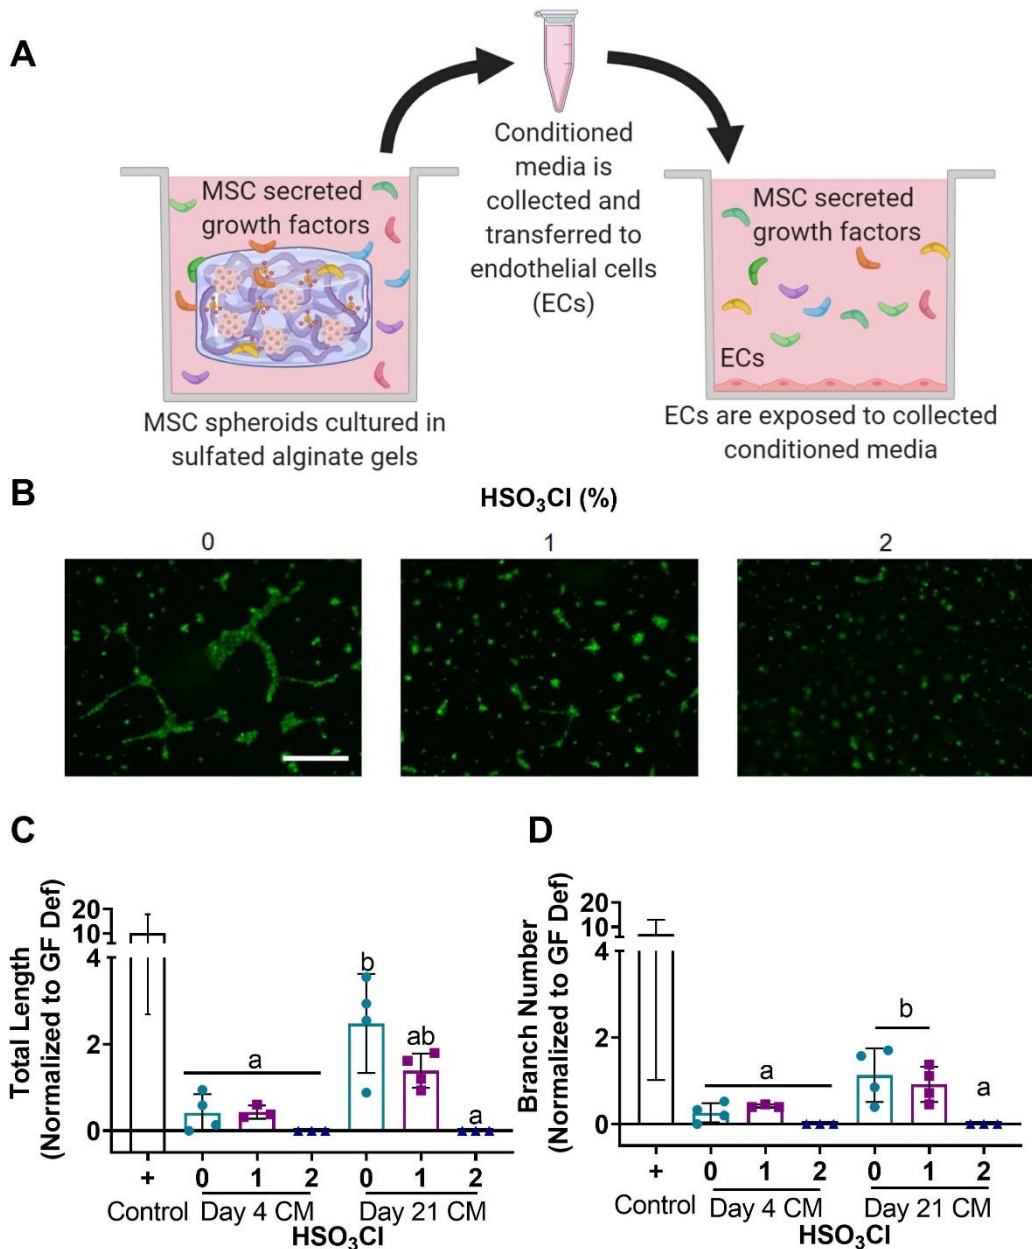 A
MSC secreted
growth factors
MSC spheroids cultured in
sulfated alginate gels
Conditioned
media is
collected and
transferred to
endothelial cells
(ECs)
MSC secreted
growth factors
ECs
ECs are exposed to collected
conditioned media
B
HSO₃Cl (%)
0 1 2
C
Total Length
(Normalized to GF Def)
20
10
4
2
0
a
b
ab
a
+ 0 1 2 0 1 2
Control Day 4 CM Day 21 CM
HSO₃Cl
D
Branch Number
(Normalized to GF Def)
20
10
4
2
0
a
b
a
+ 0 1 2 0 1 2
Control Day 4 CM Day 21 CM
HSO₃Cl